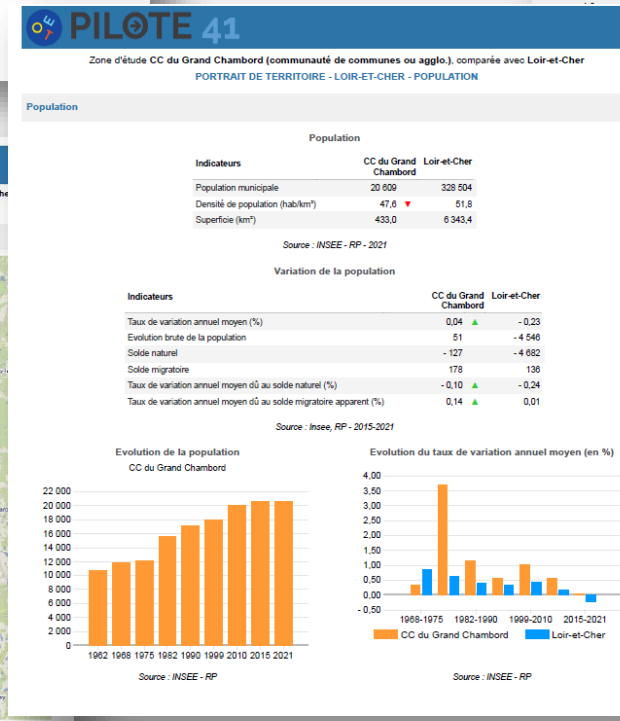 PILOTE 41
Zone d'étude CC du Grand Chambord (communauté de communes ou agglo.), comparée avec Loir-et-Cher
PORTRAIT DE TERRITOIRE - LOIR-ET-CHER - POPULATION
Population
Population
Indicateurs CC du Grand Chambord Loir-et-Cher
Population municipale 20 609 328 504
Densité de population (hab/km²) 47,6 ▼ 51,8
Superficie (km²) 433,0 6 343,4
Source : INSEE - RP - 2021
Variation de la population
Indicateurs CC du Grand Chambord Loir-et-Cher
Taux de variation annuel moyen (%) 0,04 ▲ - 0,23
Evolution brute de la population 51 - 4 546
Solde naturel - 127 - 4 682
Solde migratoire 178 136
Taux de variation annuel moyen dû au solde naturel (%) - 0,10 ▲ - 0,24
Taux de variation annuel moyen dû au solde migratoire apparent (%) 0,14 ▲ 0,01
Source : Insee, RP - 2015-2021
Evolution de la population
CC du Grand Chambord
22 000
20 000
18 000
16 000
14 000
12 000
10 000
8 000
6 000
4 000
2 000
0
1962 1968 1975 1982 1990 1999 2010 2015 2021
Source : INSEE - RP
Evolution du taux de variation annuel moyen (en %)
4,00
3,50
3,00
2,50
2,00
1,50
1,00
0,50
0,00
- 0,50
1968-1975 1982-1990 1999-2010 2015-2021
CC du Grand Chambord Loir-et-Cher
Source : INSEE - RP